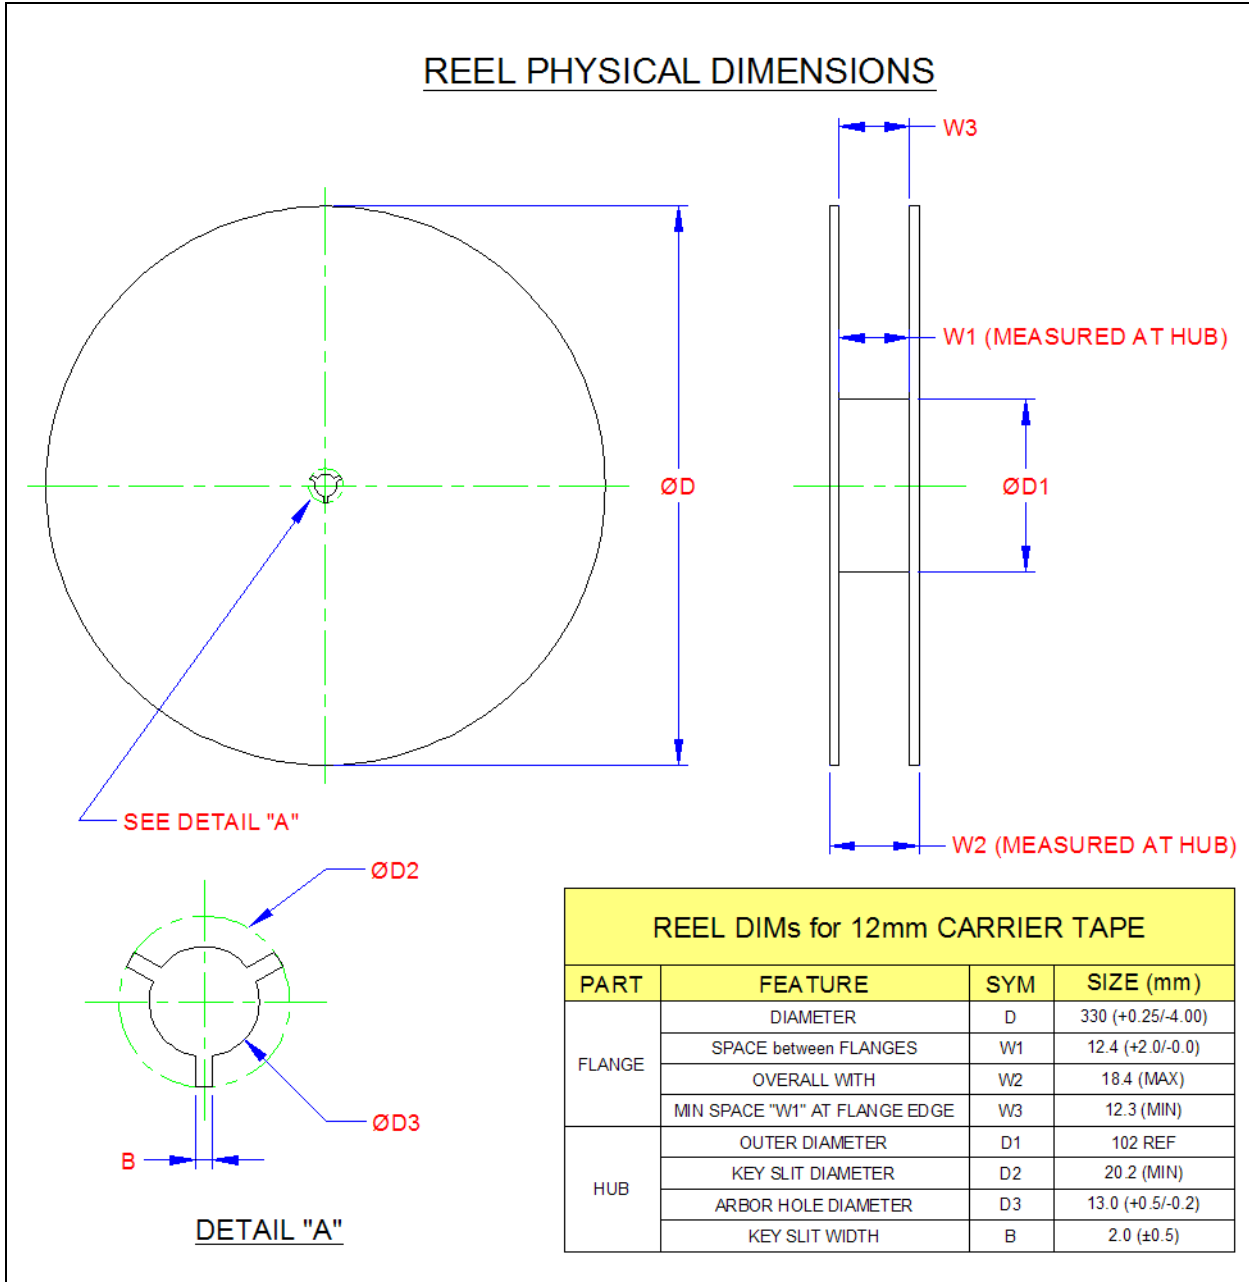 REEL PHYSICAL DIMENSIONS
W3
W1 (MEASURED AT HUB)
ØD
ØD1
SEE DETAIL "A"
W2 (MEASURED AT HUB)
ØD2
ØD3
B
DETAIL "A"
REEL DIMs for 12mm CARRIER TAPE
PART FEATURE SYM SIZE (mm)
FLANGE
DIAMETER D 330 (+0.25/-4.00)
SPACE between FLANGES W1 12.4 (+2.0/-0.0)
OVERALL WITH W2 18.4 (MAX)
MIN SPACE "W1" AT FLANGE EDGE W3 12.3 (MIN)
HUB
OUTER DIAMETER D1 102 REF
KEY SLIT DIAMETER D2 20.2 (MIN)
ARBOR HOLE DIAMETER D3 13.0 (+0.5/-0.2)
KEY SLIT WIDTH B 2.0 (±0.5)